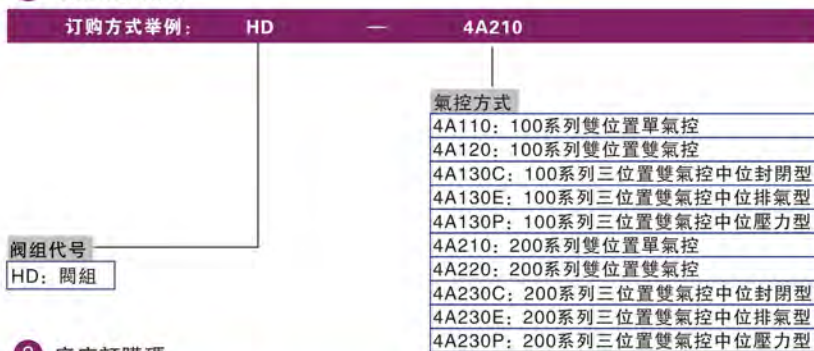 订购方式举例: HD — 4A210
氣控方式
4A110: 100系列雙位置單氣控
4A120: 100系列雙位置雙氣控
4A130C: 100系列三位置雙氣控中位封閉型
4A130E: 100系列三位置雙氣控中位排氣型
4A130P: 100系列三位置雙氣控中位壓力型
4A210: 200系列雙位置單氣控
4A220: 200系列雙位置雙氣控
4A230C: 200系列三位置雙氣控中位封閉型
4A230E: 200系列三位置雙氣控中位排氣型
4A230P: 200系列三位置雙氣控中位壓力型
阀组代号
HD: 閥組